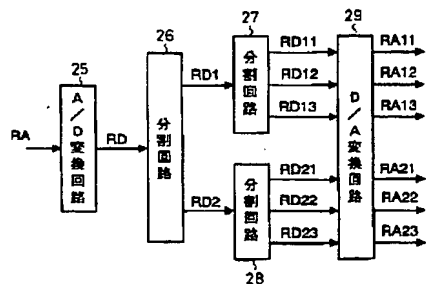 25
26
27
29
RA
A/D変換回路
RD
分割回路
RD1
RD2
分割回路
RD11
RD12
RD13
分割回路
28
RD21
RD22
RD23
D/A変換回路
RA11
RA12
RA13
RA21
RA22
RA23